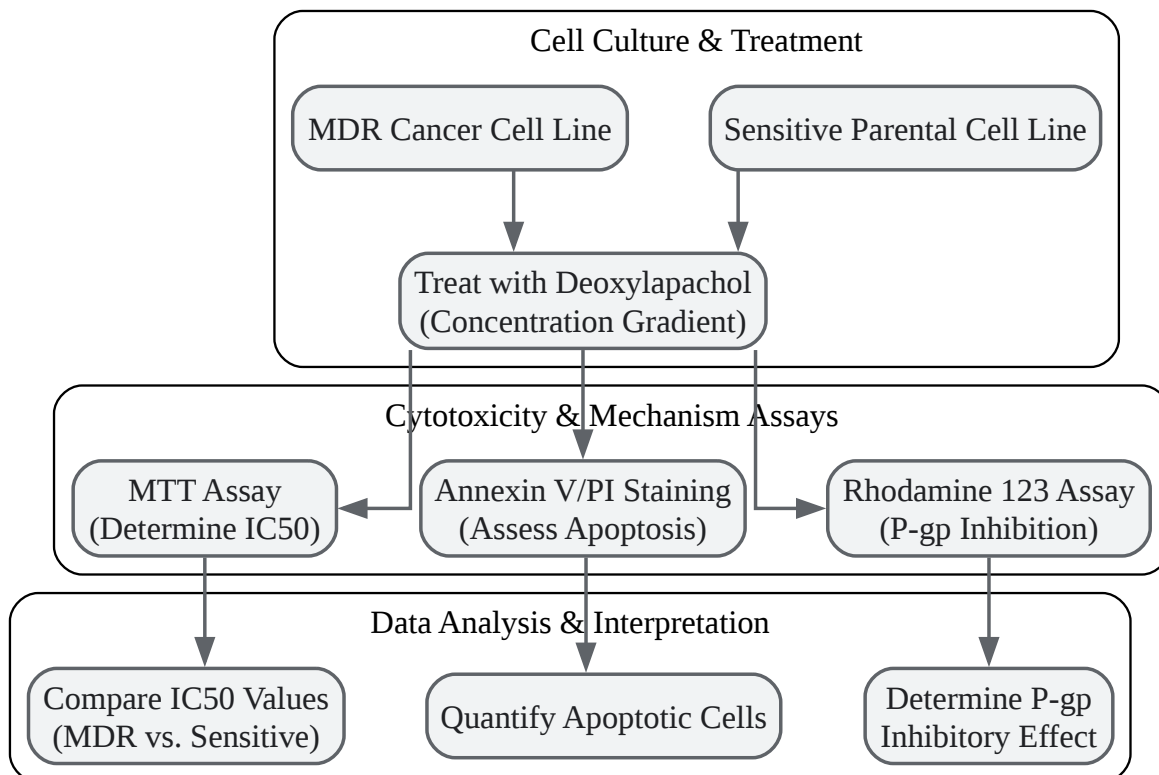 Cell Culture & Treatment
MDR Cancer Cell Line
Sensitive Parental Cell Line
Treat with Deoxylapachol
(Concentration Gradient)
Cytotoxicity & Mechanism Assays
MTT Assay
(Determine IC50)
Annexin V/PI Staining
(Assess Apoptosis)
Rhodamine 123 Assay
(P-gp Inhibition)
Data Analysis & Interpretation
Compare IC50 Values
(MDR vs. Sensitive)
Quantify Apoptotic Cells
Determine P-gp
Inhibitory Effect